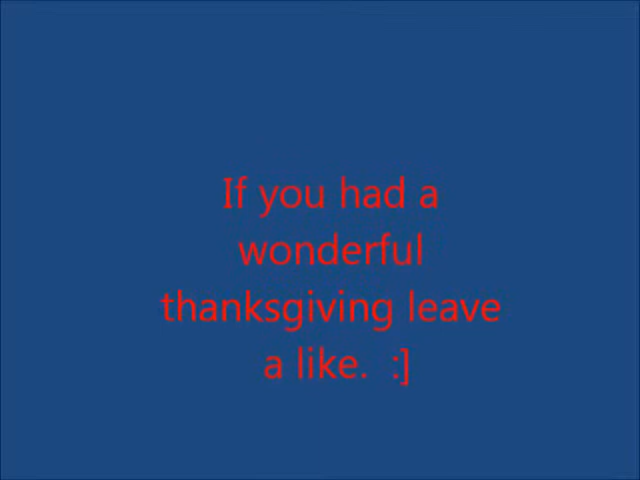 If you had a
wonderful
thanksgiving leave
a like.  :]